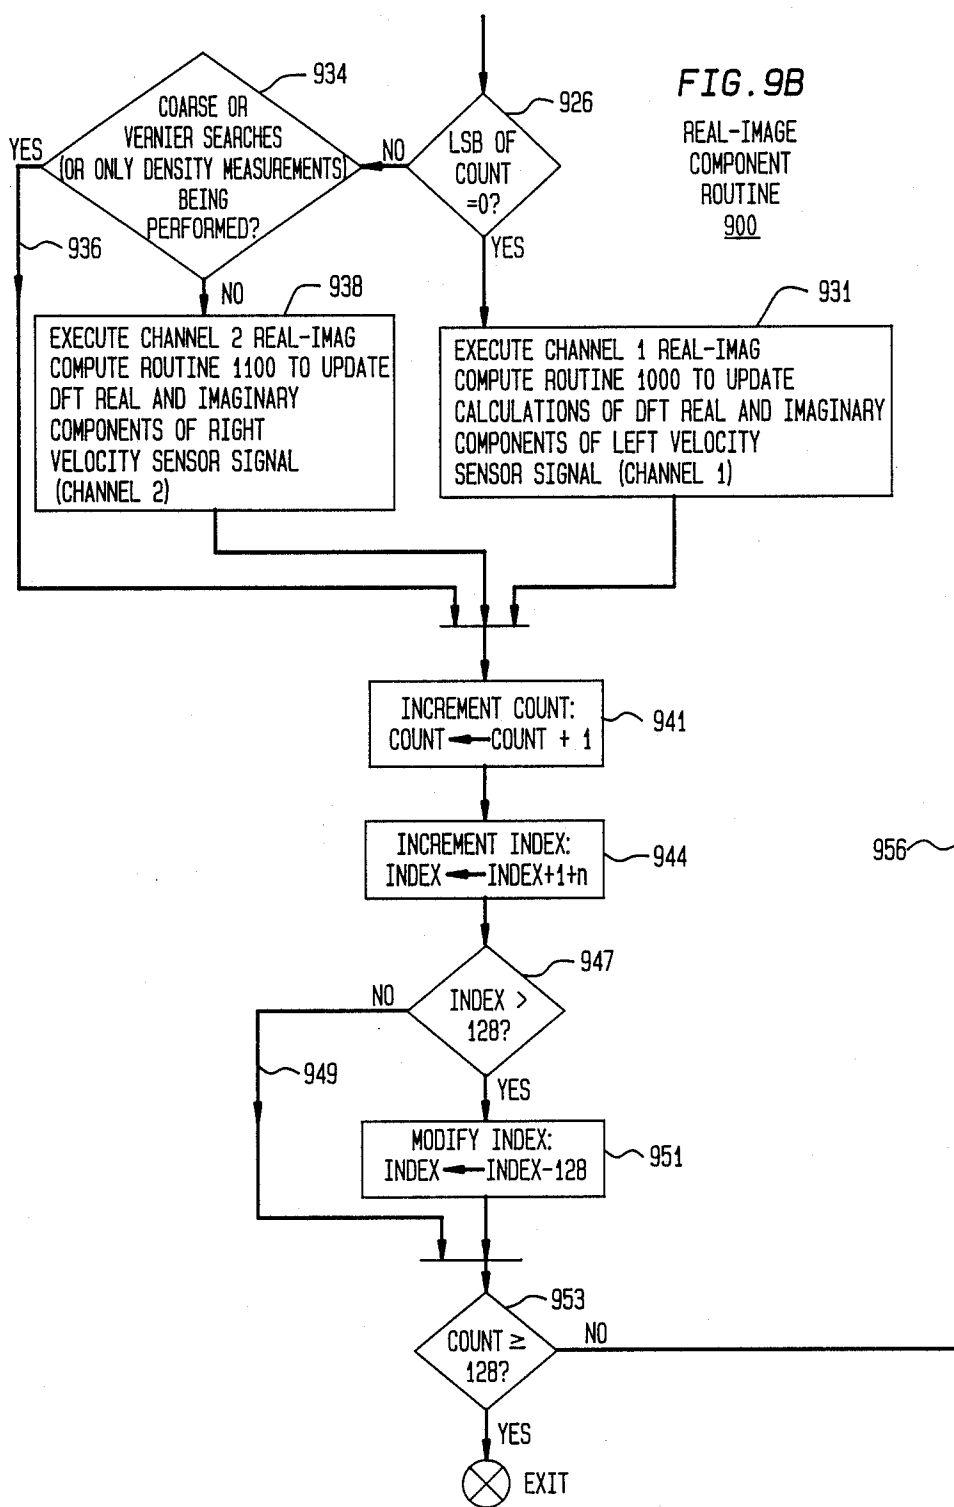 FIG. 9B
REAL-IMAGE
COMPONENT
ROUTINE
900
934
COARSE OR
VERNIER SEARCHES
(OR ONLY DENSITY MEASUREMENTS)
BEING
PERFORMED?
YES
NO
936
NO
926
LSB OF
COUNT
=0?
YES
938
EXECUTE CHANNEL 2 REAL-IMAG
COMPUTE ROUTINE 1100 TO UPDATE
DFT REAL AND IMAGINARY
COMPONENTS OF RIGHT
VELOCITY SENSOR SIGNAL
(CHANNEL 2)
931
EXECUTE CHANNEL 1 REAL-IMAG
COMPUTE ROUTINE 1000 TO UPDATE
CALCULATIONS OF DFT REAL AND IMAGINARY
COMPONENTS OF LEFT VELOCITY
SENSOR SIGNAL (CHANNEL 1)
INCREMENT COUNT:
COUNT ← COUNT + 1
941
INCREMENT INDEX:
INDEX ← INDEX+1+n
944
956
947
INDEX >
128?
NO
949
YES
MODIFY INDEX:
INDEX ← INDEX-128
951
953
COUNT ≥
128?
NO
YES
EXIT